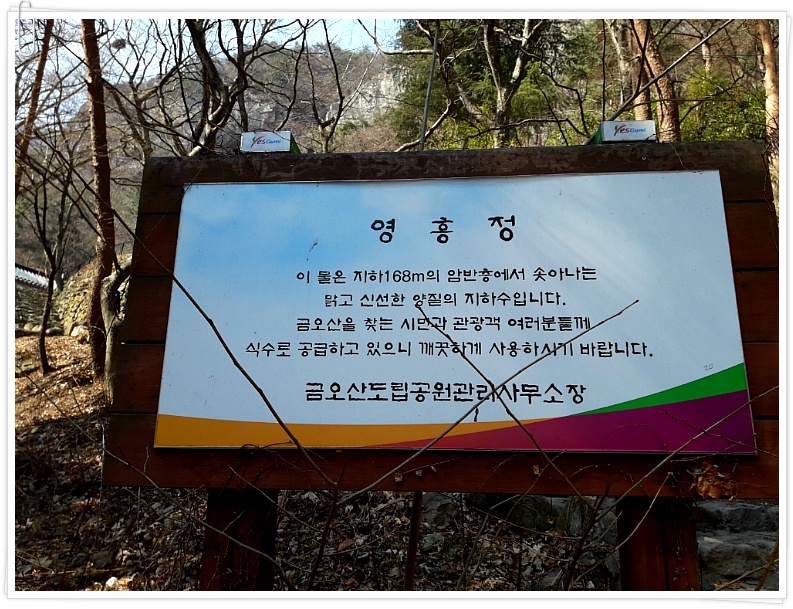 Yes Gumi
Yes Gumi
영 흥 정
이 물은 지하168m의 암반층에서 솟아나는
맑고 신선한 양질의 지하수입니다.
금오산을 찾는 시민과 관광객 여러분들께
식수로 공급하고 있으니 깨끗하게 사용하시기 바랍니다.
금오산도립공원관리사무소장